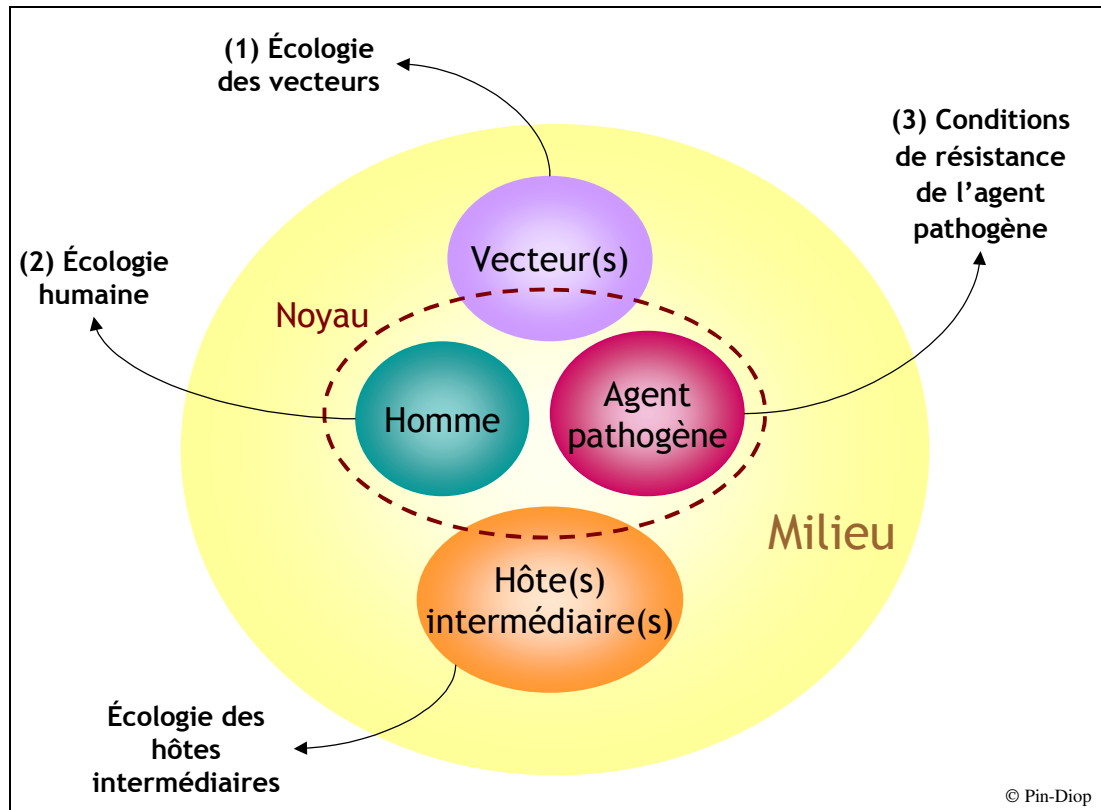 (1) Écologie
des vecteurs
(3) Conditions
de résistance
de l'agent
pathogène
(2) Écologie
humaine
Vecteur(s)
Noyau
Homme
Agent
pathogène
Milieu
Hôte(s)
intermédiaire(s)
Écologie des
hôtes
intermédiaires
© Pin-Diop